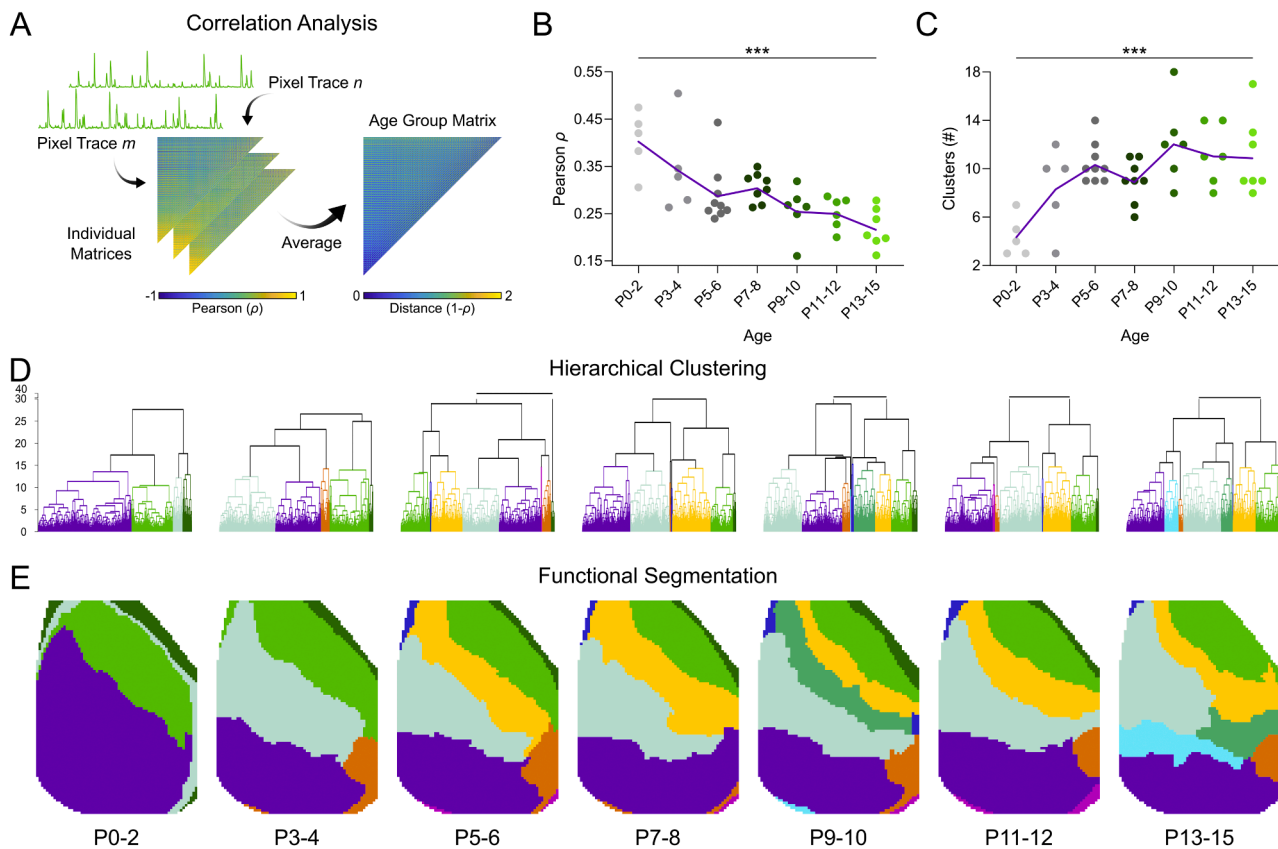 A
Correlation Analysis
Pixel Trace n
Pixel Trace m
Age Group Matrix
Individual
Matrices
Average
-1
1
Pearson (ρ)
0
2
Distance (1-ρ)
B
***
Pearson ρ
0.55
0.45
0.35
0.25
0.15
P0-2
P3-4
P5-6
P7-8
P9-10
P11-12
P13-15
Age
C
***
Clusters (#)
18
14
10
6
2
P0-2
P3-4
P5-6
P7-8
P9-10
P11-12
P13-15
Age
D
Hierarchical Clustering
40
30
25
20
15
10
5
0
E
Functional Segmentation
P0-2
P3-4
P5-6
P7-8
P9-10
P11-12
P13-15